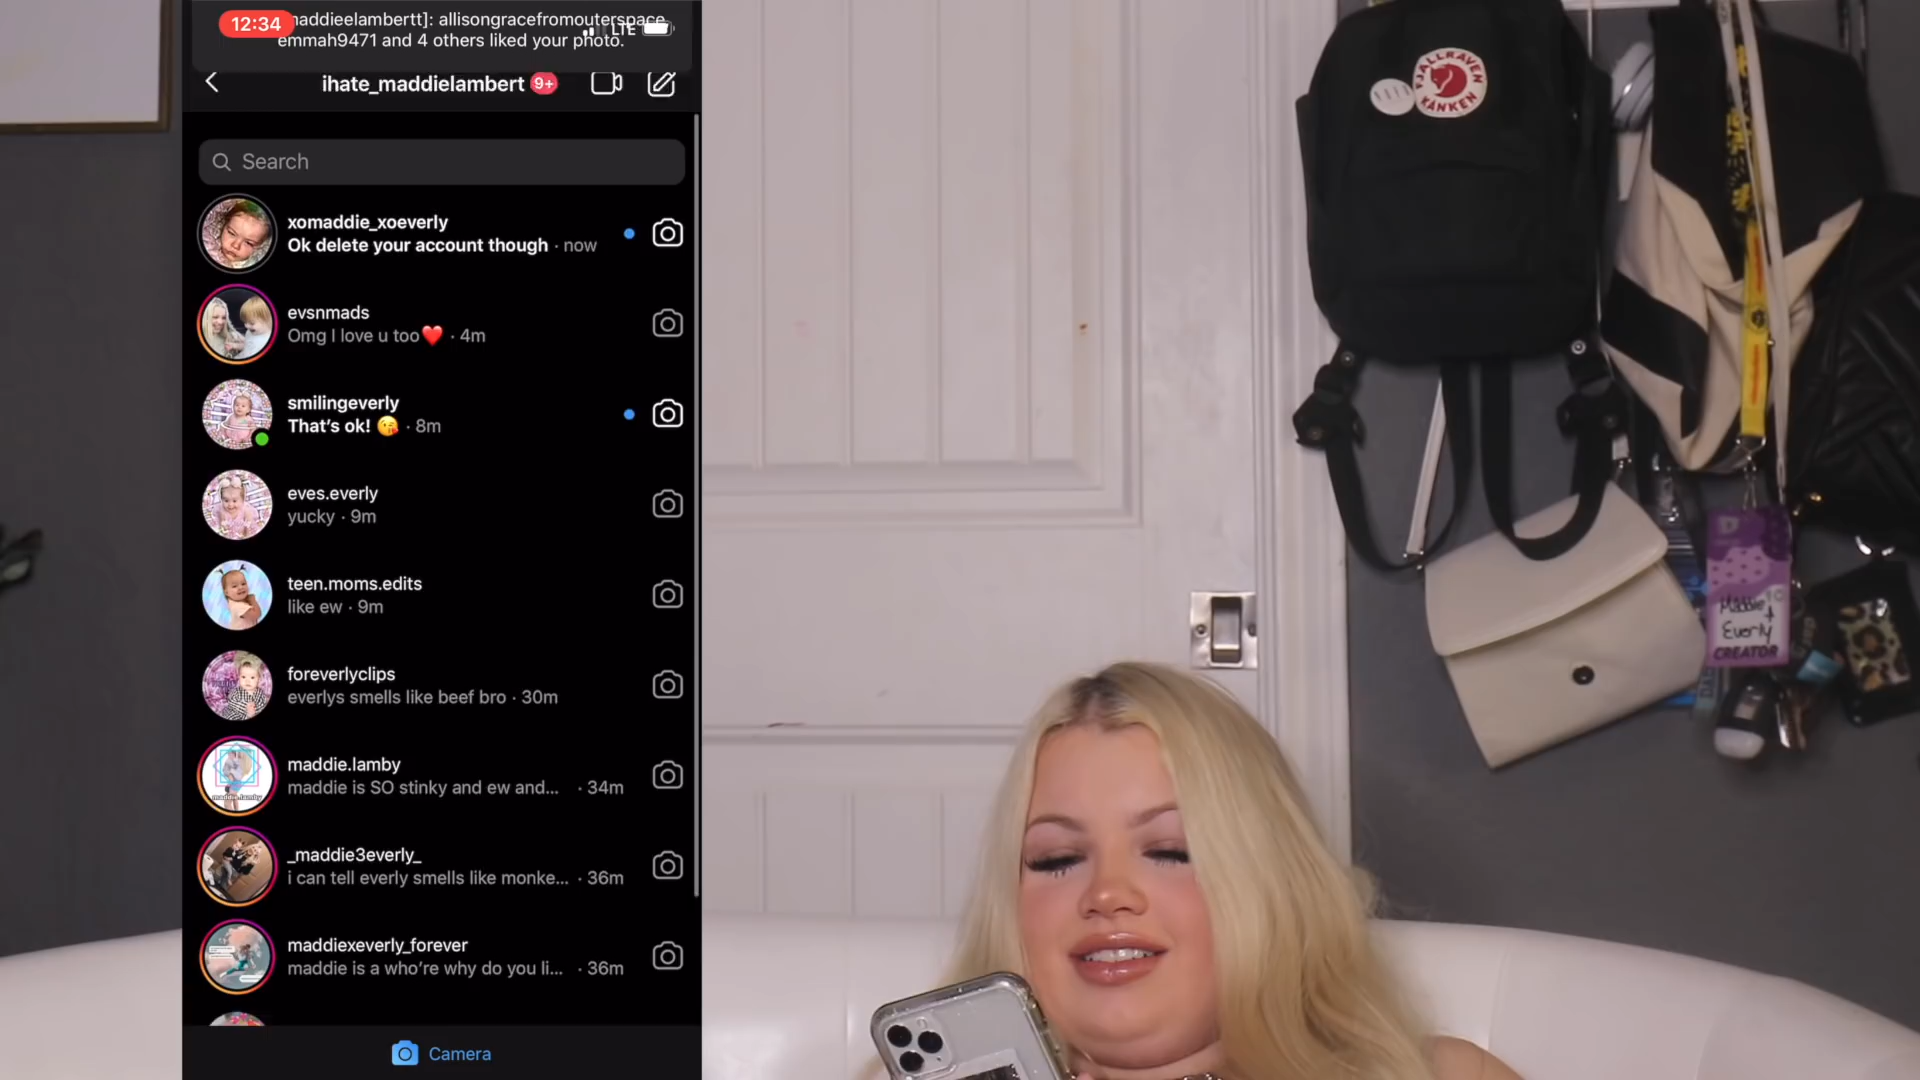 maddieelambertt]: allisongracefromouterspace,
12:34
LTE
emmah9471 and 4 others liked your photo.
ihate_maddielambert 9+
Search
xomaddie_xoeverly
Ok delete your account though · now
evsnmads
Omg I love u too❤️ · 4m
smilingeverly
That's ok! 😘 · 8m
eves.everly
yucky · 9m
teen.moms.edits
like ew · 9m
foreverlyclips
everlys smells like beef bro · 30m
maddie.lamby
maddie is SO stinky and ew and... · 34m
_maddie3everly_
i can tell everly smells like monke... · 36m
maddiexeverly_forever
maddie is a who're why do you li... · 36m
Camera
FJALLRAVEN
KANKEN
Maddie +
Everly
CREATOR